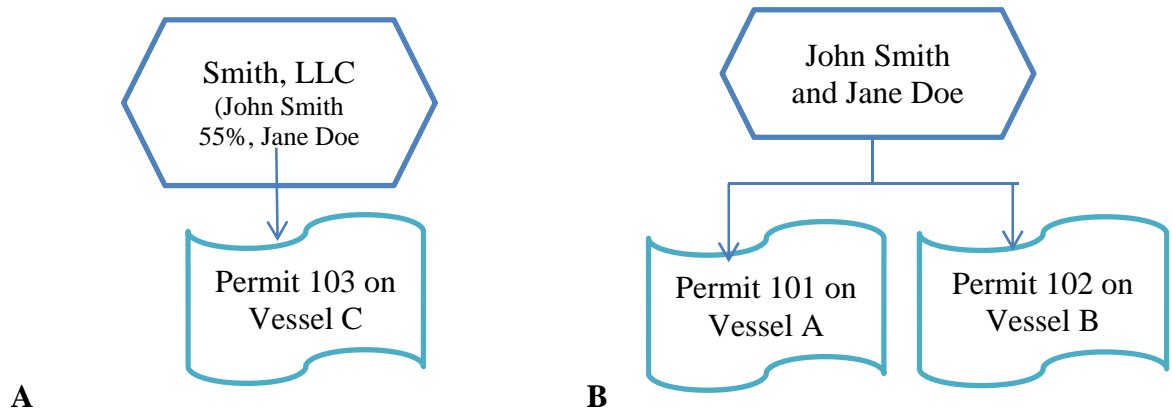 Smith, LLC
(John Smith
55%, Jane Doe
Permit 103 on
Vessel C
A
John Smith
and Jane Doe
Permit 101 on
Vessel A
Permit 102 on
Vessel B
B